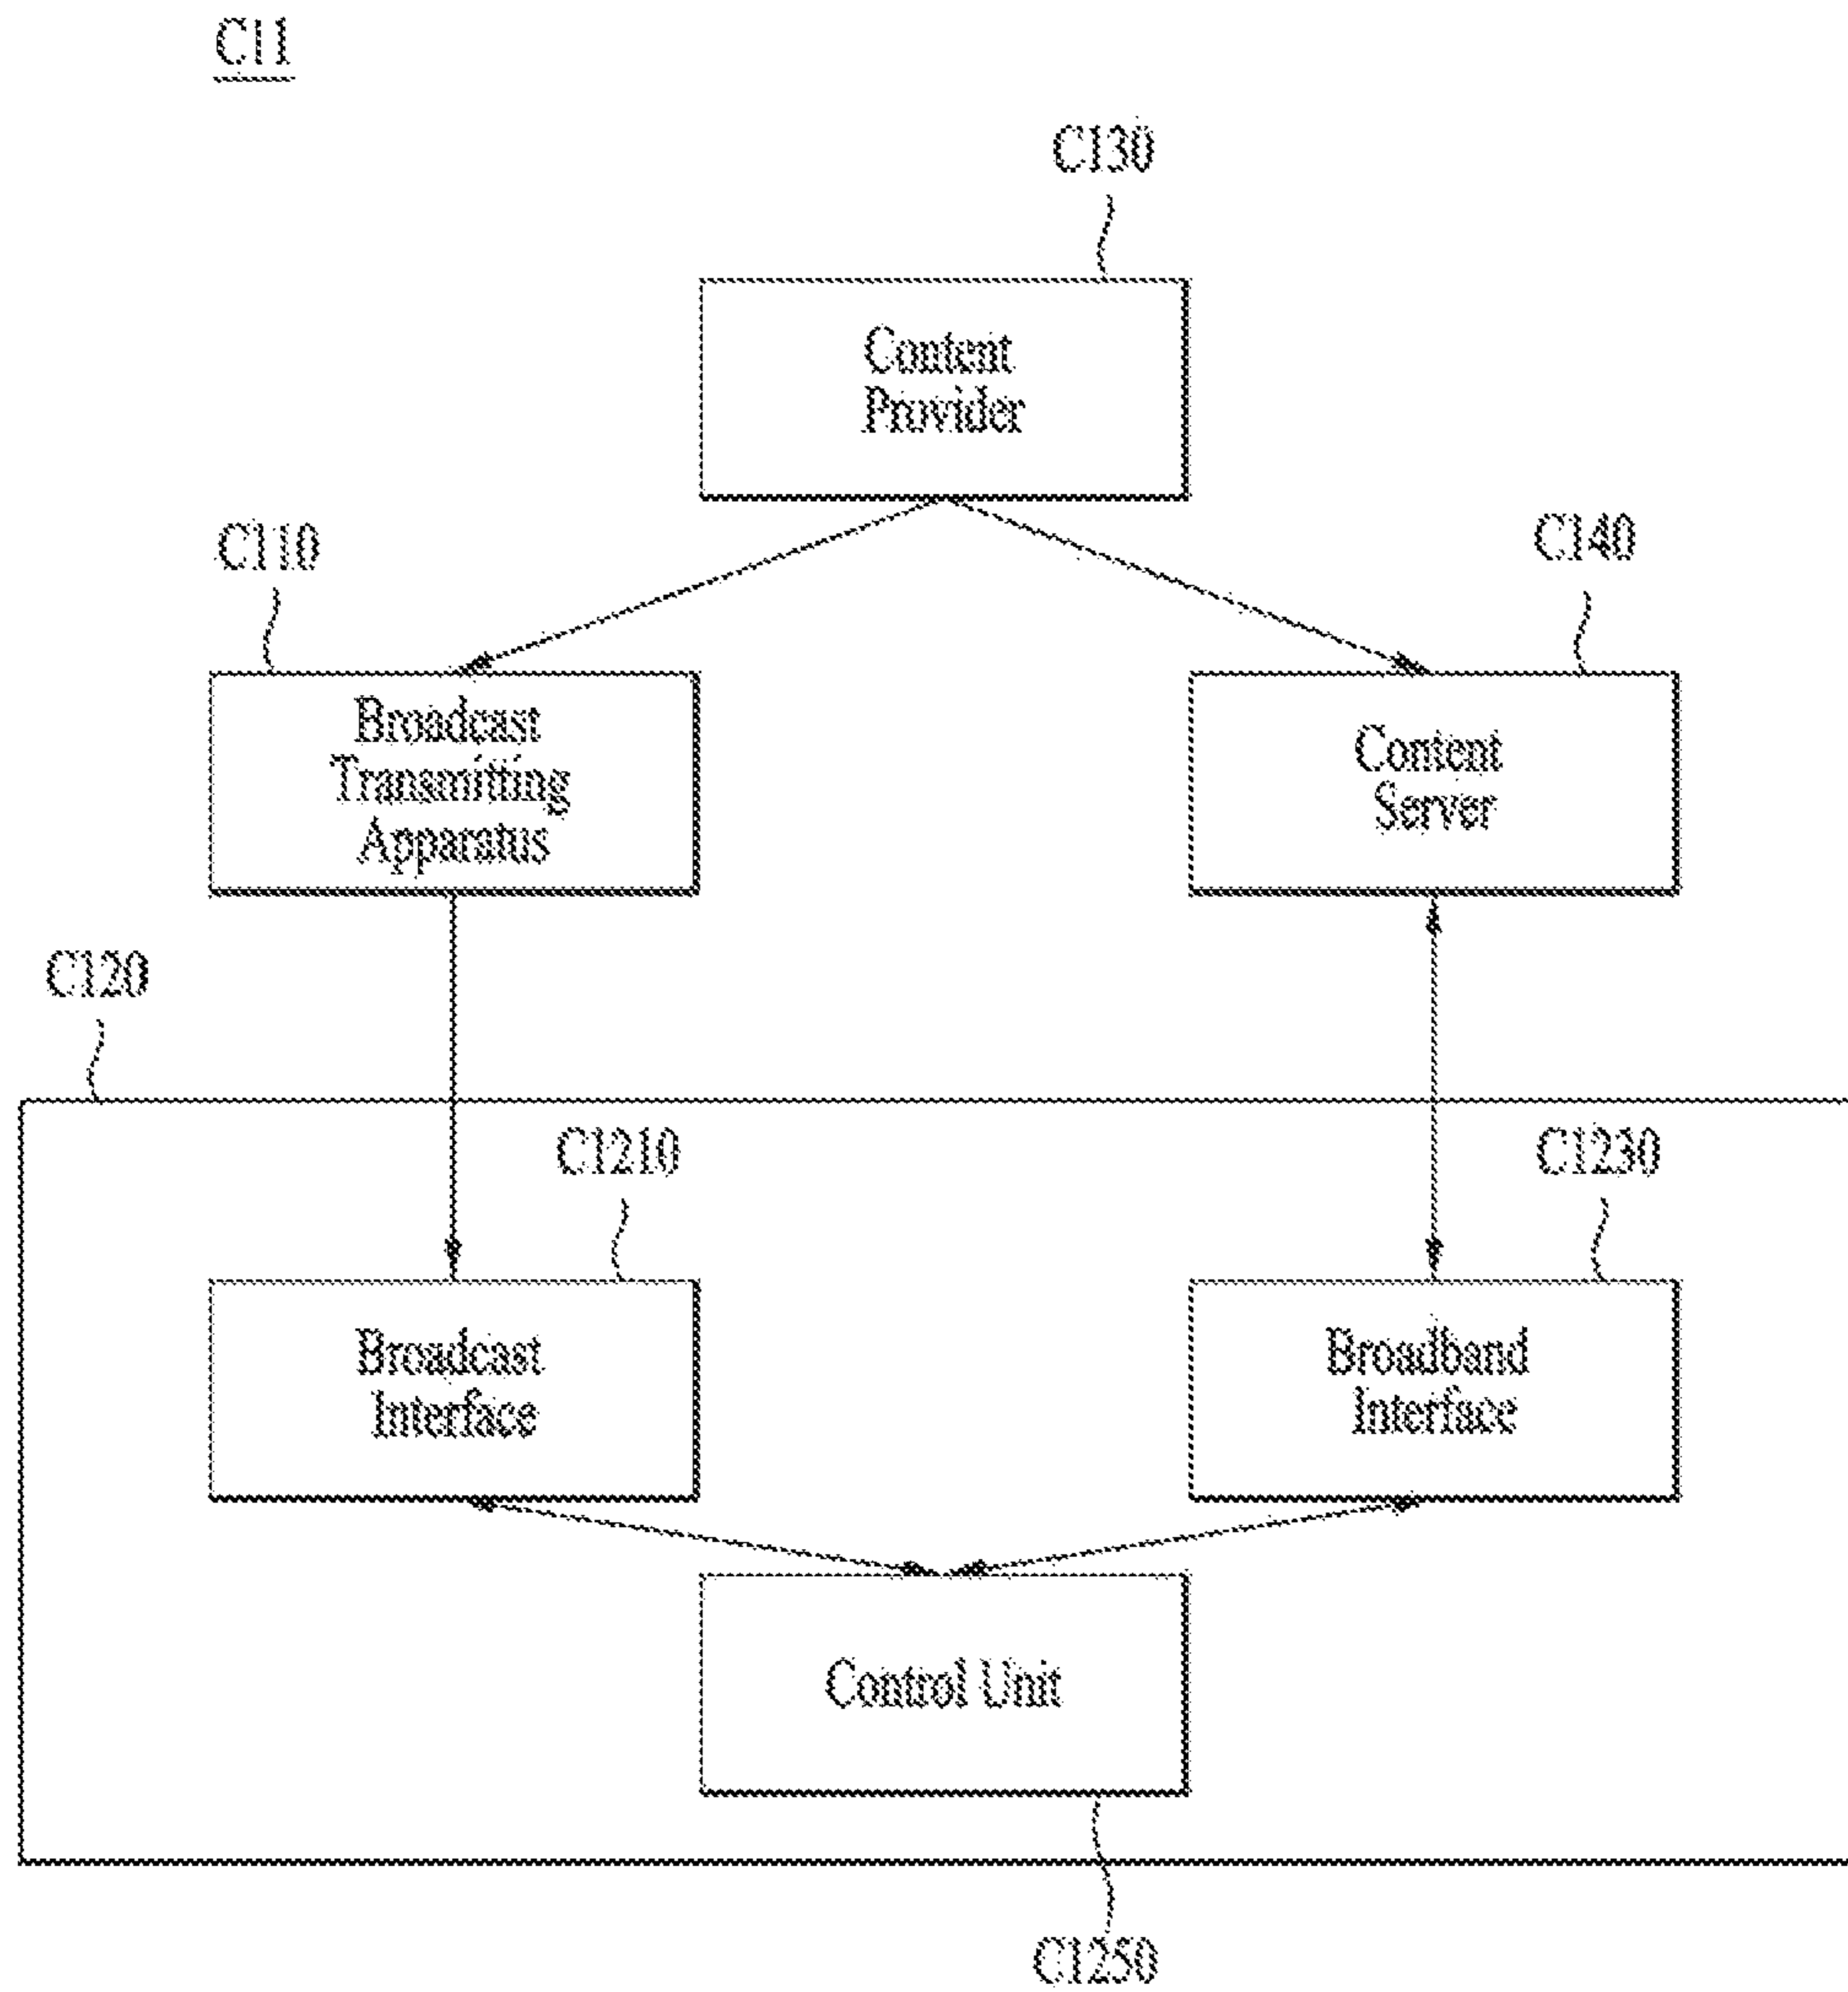 C11
C130
Content
Provider
C110
C140
Broadcast
Transmitting
Apparatus
Content
Server
C120
C1210
C1230
Broadcast
Interface
Broadband
Interface
Control Unit
C1250